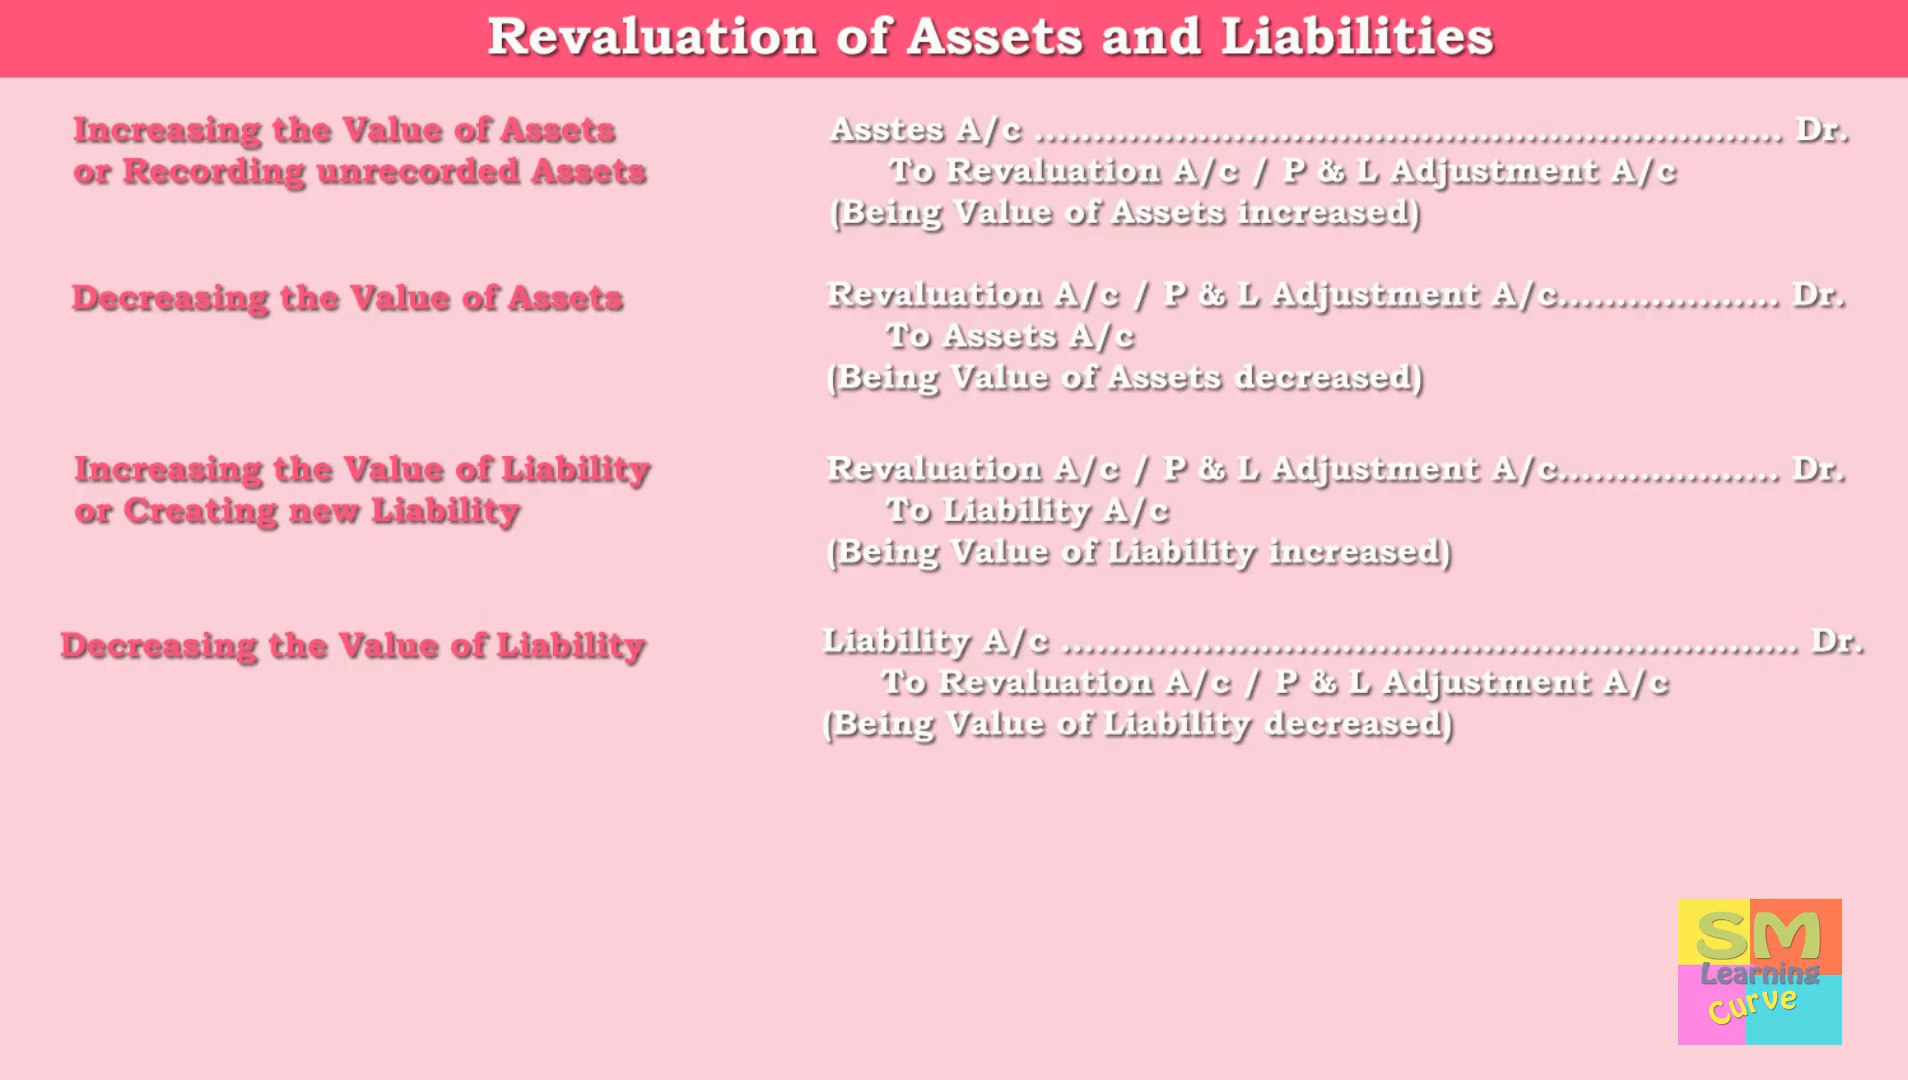 Revaluation of Assets and Liabilities
Increasing the Value of Assets
or Recording unrecorded Assets
Asstes A/c ................................................................ Dr.
To Revaluation A/c / P & L Adjustment A/c
(Being Value of Assets increased)
Decreasing the Value of Assets
Revaluation A/c / P & L Adjustment A/c................... Dr.
To Assets A/c
(Being Value of Assets decreased)
Increasing the Value of Liability
or Creating new Liability
Revaluation A/c / P & L Adjustment A/c................... Dr.
To Liability A/c
(Being Value of Liability increased)
Decreasing the Value of Liability
Liability A/c ............................................................... Dr.
To Revaluation A/c / P & L Adjustment A/c
(Being Value of Liability decreased)
SM
Learning
Curve